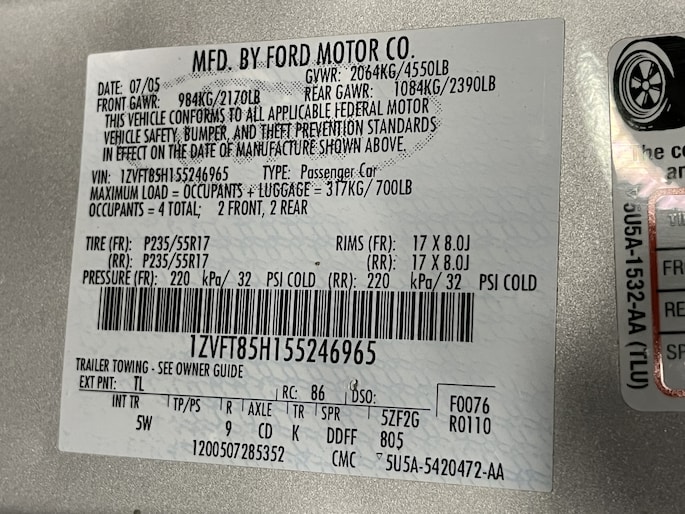 MFD. BY FORD MOTOR CO.
DATE: 07/05 GVWR: 2064KG/4550LB
FRONT GAWR: 984KG/2170LB REAR GAWR: 1084KG/2390LB
THIS VEHICLE CONFORMS TO ALL APPLICABLE FEDERAL MOTOR
VEHICLE SAFETY, BUMPER, AND THEFT PREVENTION STANDARDS
IN EFFECT ON THE DATE OF MANUFACTURE SHOWN ABOVE.
VIN: 1ZVFT85H155246965 TYPE: Passenger Car
MAXIMUM LOAD = OCCUPANTS + LUGGAGE = 317KG/ 700LB
OCCUPANTS = 4 TOTAL; 2 FRONT, 2 REAR
TIRE (FR): P235/55R17 RIMS (FR): 17 X 8.0J
(RR): P235/55R17 (RR): 17 X 8.0J
PRESSURE (FR): 220 kPa/ 32 PSI COLD (RR): 220 kPa/ 32 PSI COLD
1ZVFT85H155246965
TRAILER TOWING - SEE OWNER GUIDE
EXT PNT: TL RC: 86 DSO: F0076
INT TR TP/PS R AXLE TR SPR 5ZF2G R0110
5W 9 CD K DDFF 80$
1200507285352 CMC ▽5U5A-5420472-AA
The co
an
TI
FR
RE
SP
5U5A-1532-AA (TLU)